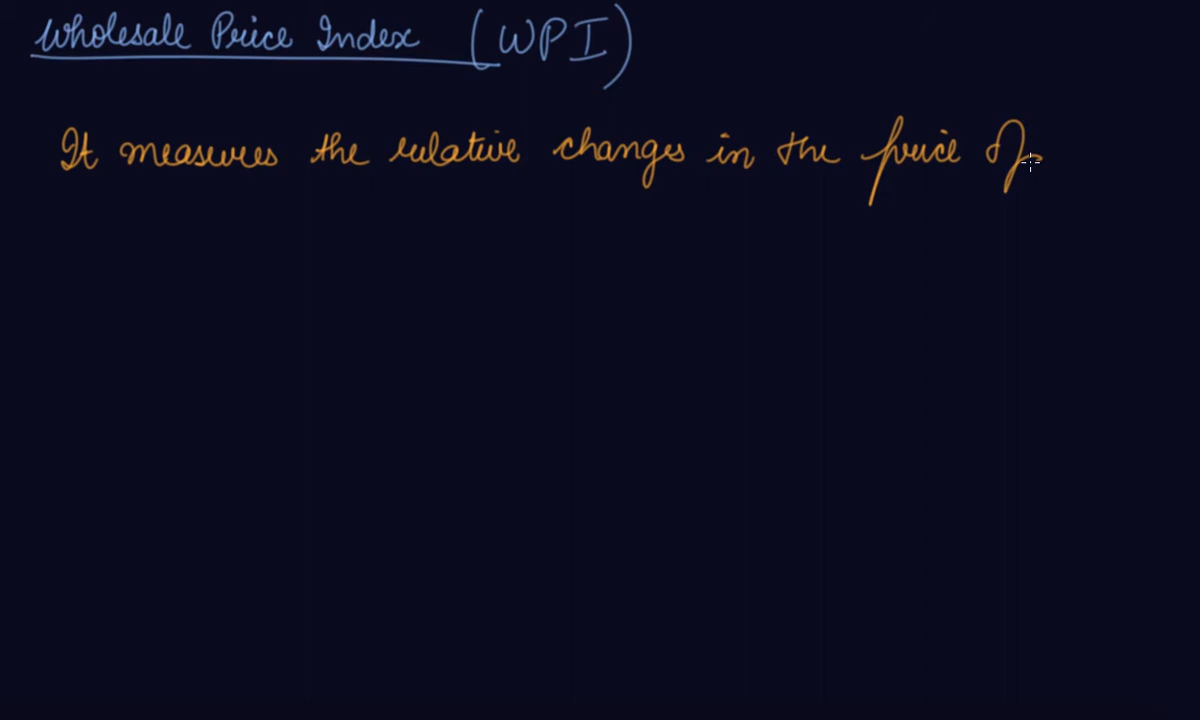 Wholesale Price Index (WPI)
It measures the relative changes in the price of